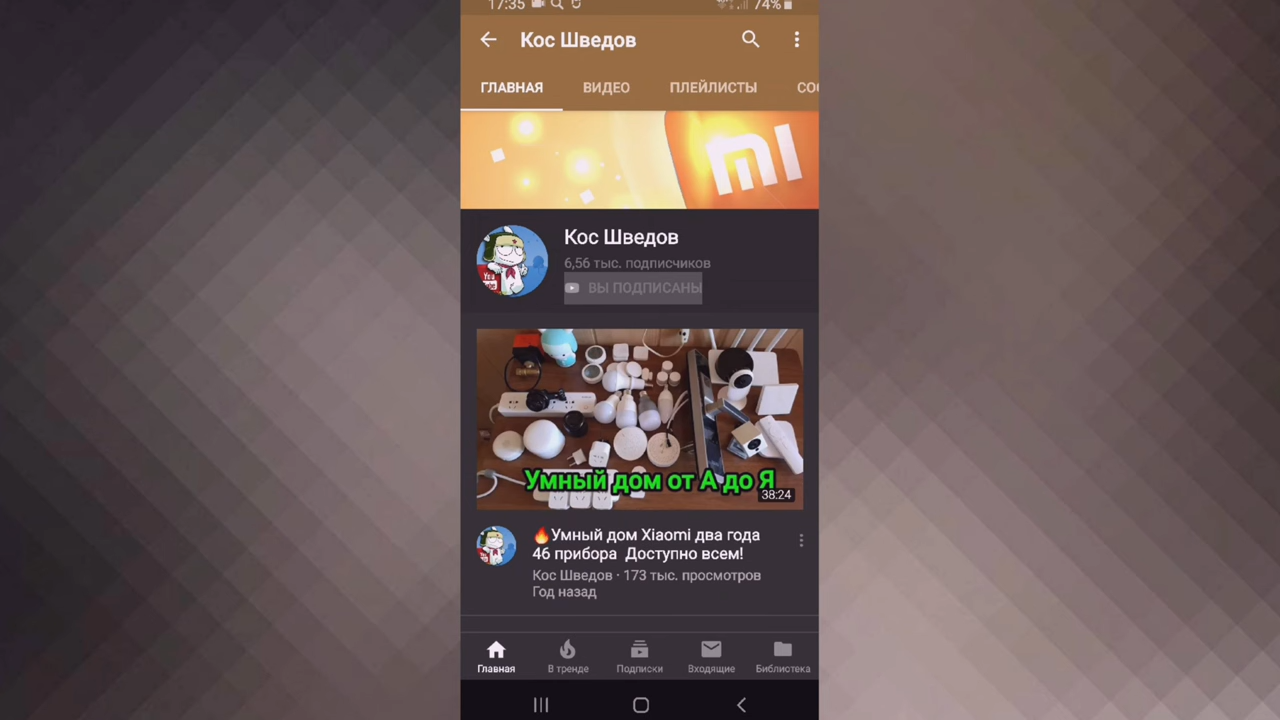 17:35 74%
Кос Шведов
ГЛАВНАЯ ВИДЕО ПЛЕЙЛИСТЫ СОО
mi
Кос Шведов
6,56 тыс. подписчиков
ВЫ ПОДПИСАНЫ
You
Умный дом от А до Я
38:24
🔥Умный дом Xiaomi два года
46 прибора Доступно всем!
Кос Шведов · 173 тыс. просмотров
Год назад
Главная В тренде Подписки Входящие Библиотека